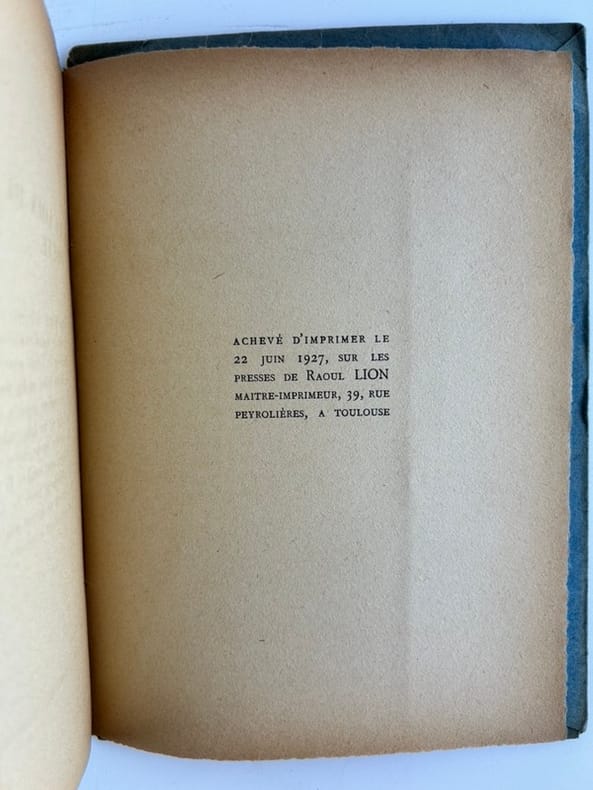 ACHEVÉ D'IMPRIMER LE
22 JUIN 1927, SUR LES
PRESSES DE RAOUL LION
MAITRE-IMPRIMEUR, 39, RUE
PEYROLIÈRES, A TOULOUSE